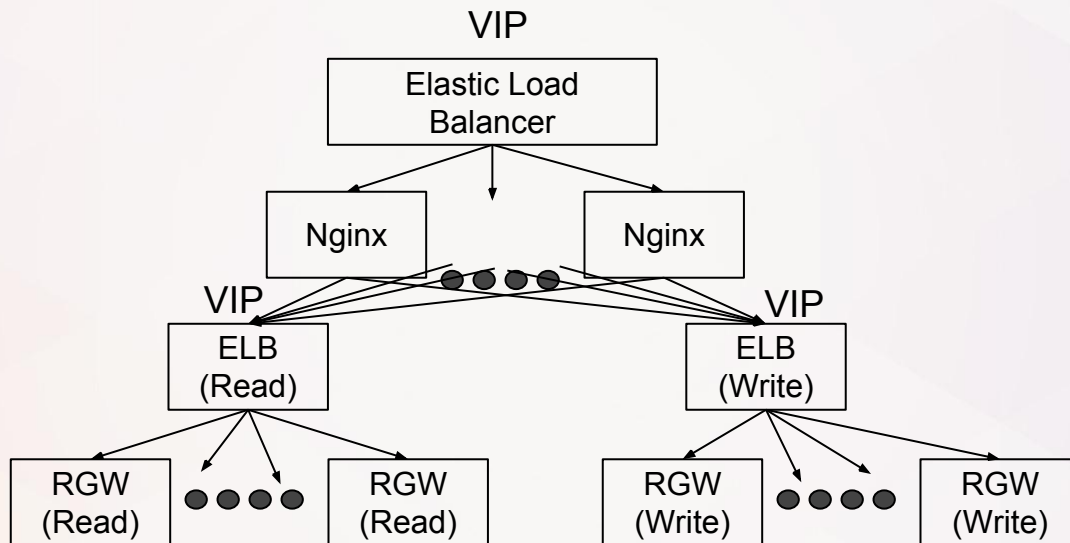 VIP
Elastic Load
Balancer
Nginx
Nginx
VIP
VIP
ELB
(Read)
ELB
(Write)
RGW
(Read)
RGW
(Read)
RGW
(Write)
RGW
(Write)